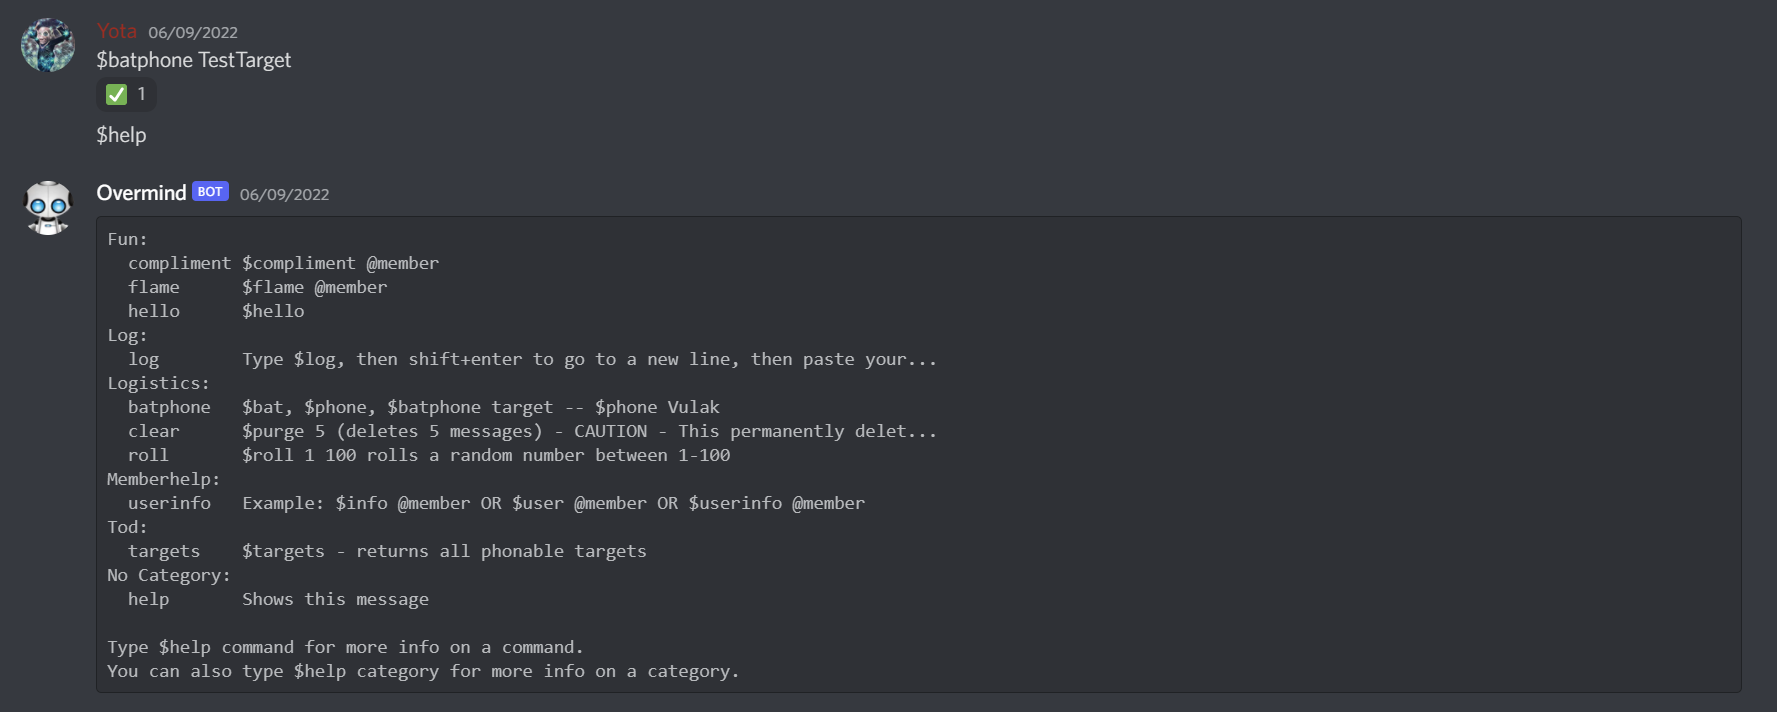 Yota 06/09/2022
$batphone TestTarget
✅ 1
$help
Overmind BOT 06/09/2022
Fun:
  compliment $compliment @member
  flame      $flame @member
  hello      $hello
Log:
  log        Type $log, then shift+enter to go to a new line, then paste your...
Logistics:
  batphone   $bat, $phone, $batphone target -- $phone Vulak
  clear      $purge 5 (deletes 5 messages) - CAUTION - This permanently delet...
  roll       $roll 1 100 rolls a random number between 1-100
Memberhelp:
  userinfo   Example: $info @member OR $user @member OR $userinfo @member
Tod:
  targets    $targets - returns all phonable targets
No Category:
  help       Shows this message

Type $help command for more info on a command.
You can also type $help category for more info on a category.